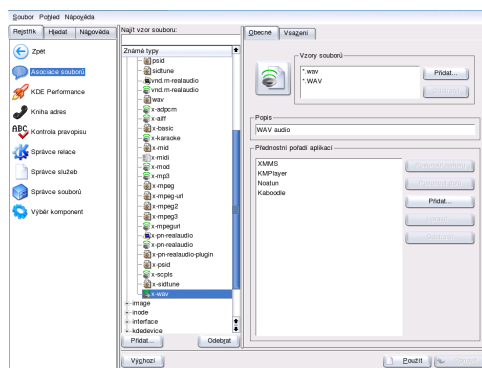 Soubor Pohled Nápověda
Rejstřík Hledat Nápověda
Zpět
Asociace souborů
KDE Performance
Kniha adres
Kontrola pravopisu
Správce relace
Správce služeb
Správce souborů
Výběr komponent
Najít vzor souboru:
Známé typy
psid
sidtune
vnd.rn-realaudio
vnd.rn-realaudio
wav
x-adpcm
x-aiff
x-basic
x-karaoke
x-mid
x-midi
x-mod
x-mp3
x-mpeg
x-mpeg-url
x-mpeg2
x-mpeg3
x-mpegurl
x-pn-realaudio
x-pn-realaudio
x-pn-realaudio-plugin
x-psid
x-scpls
x-sidtune
x-wav
image
inode
interface
kdedevice
Přidat... Odebrat
Obecné Vsazení
Vzory souborů
*.wav
*.WAV
Přidat...
Popis
WAV audio
Přednostní pořadí aplikací
XMMS
KMPlayer
Noatun
Kaboodle
Přidat...
Výchozí Použít